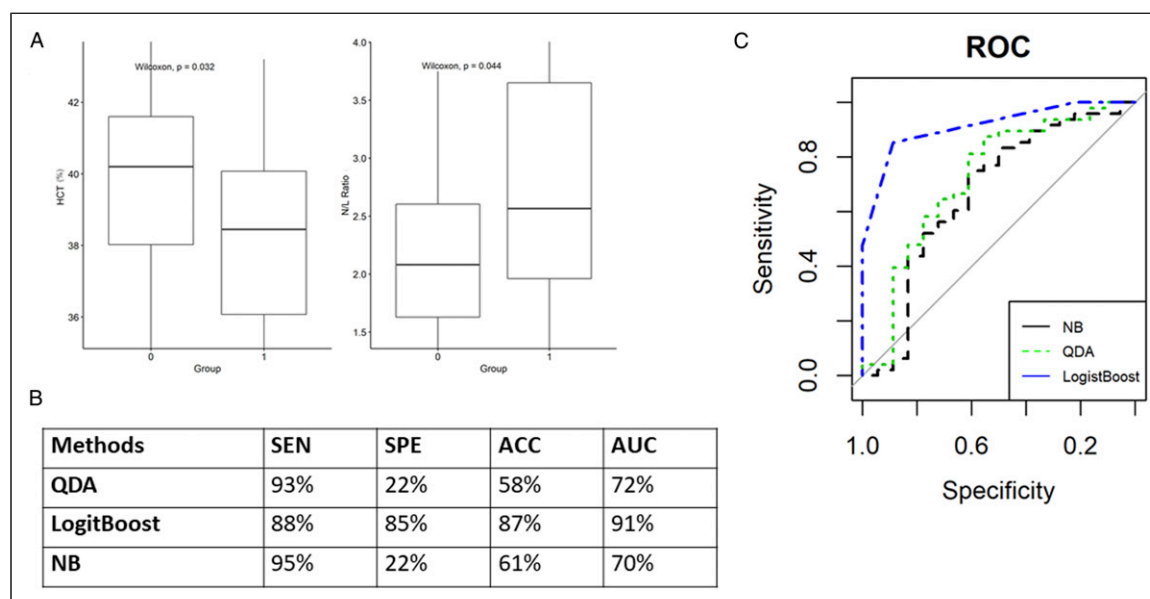 A
Wilcoxon, p = 0.032
42
40
38
36
HCT (%)
0
1
Group
Wilcoxon, p = 0.044
4.0
3.5
3.0
2.5
2.0
1.5
N/L Ratio
0
1
Group
B
Methods SEN SPE ACC AUC
QDA 93% 22% 58% 72%
LogitBoost 88% 85% 87% 91%
NB 95% 22% 61% 70%
C
ROC
0.8
0.4
0.0
Sensitivity
NB
QDA
LogistBoost
1.0 0.6 0.2
Specificity